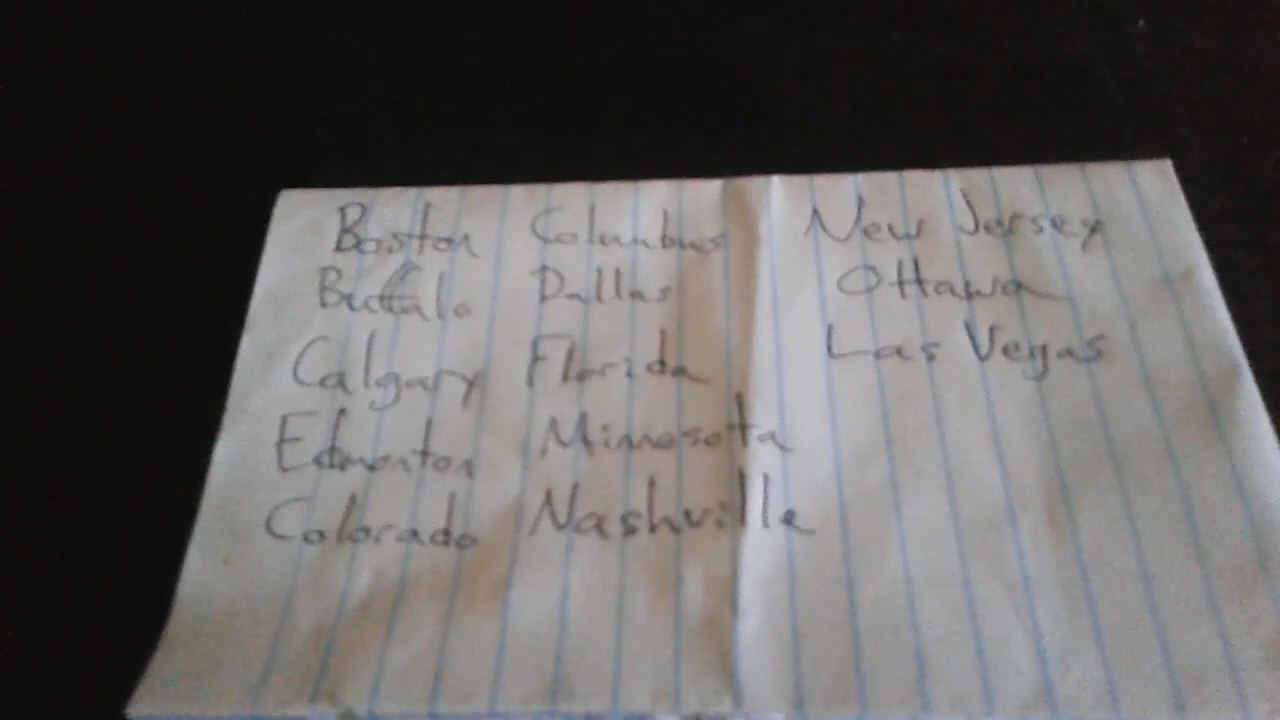 Boston
Buffalo
Calgary
Edmonton
Colorado
Columbus
Dallas
Florida
Minnesota
Nashville
New Jersey
Ottawa
Las Vegas